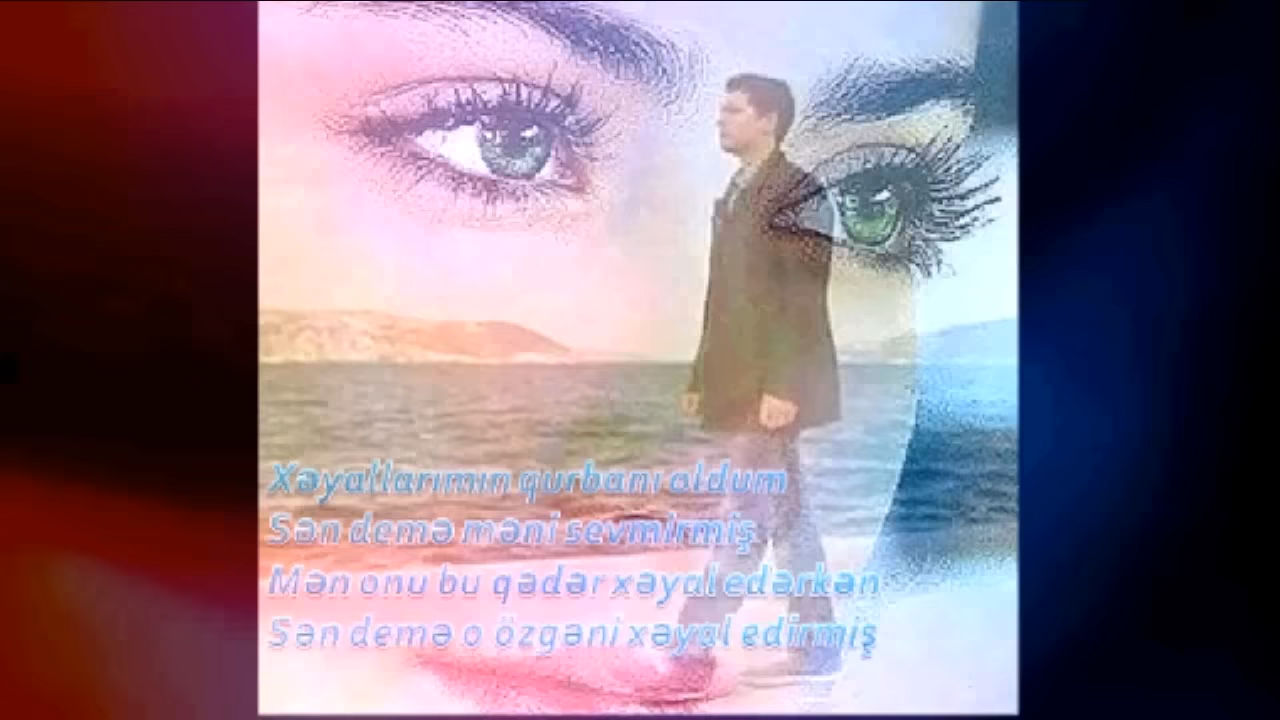 Xəyallarımın qurbanı oldum
Sən demə məni sevmirmiş
Mən onu bu qədər xəyal edərkən
Sən demə o özgəni xəyal edirmiş